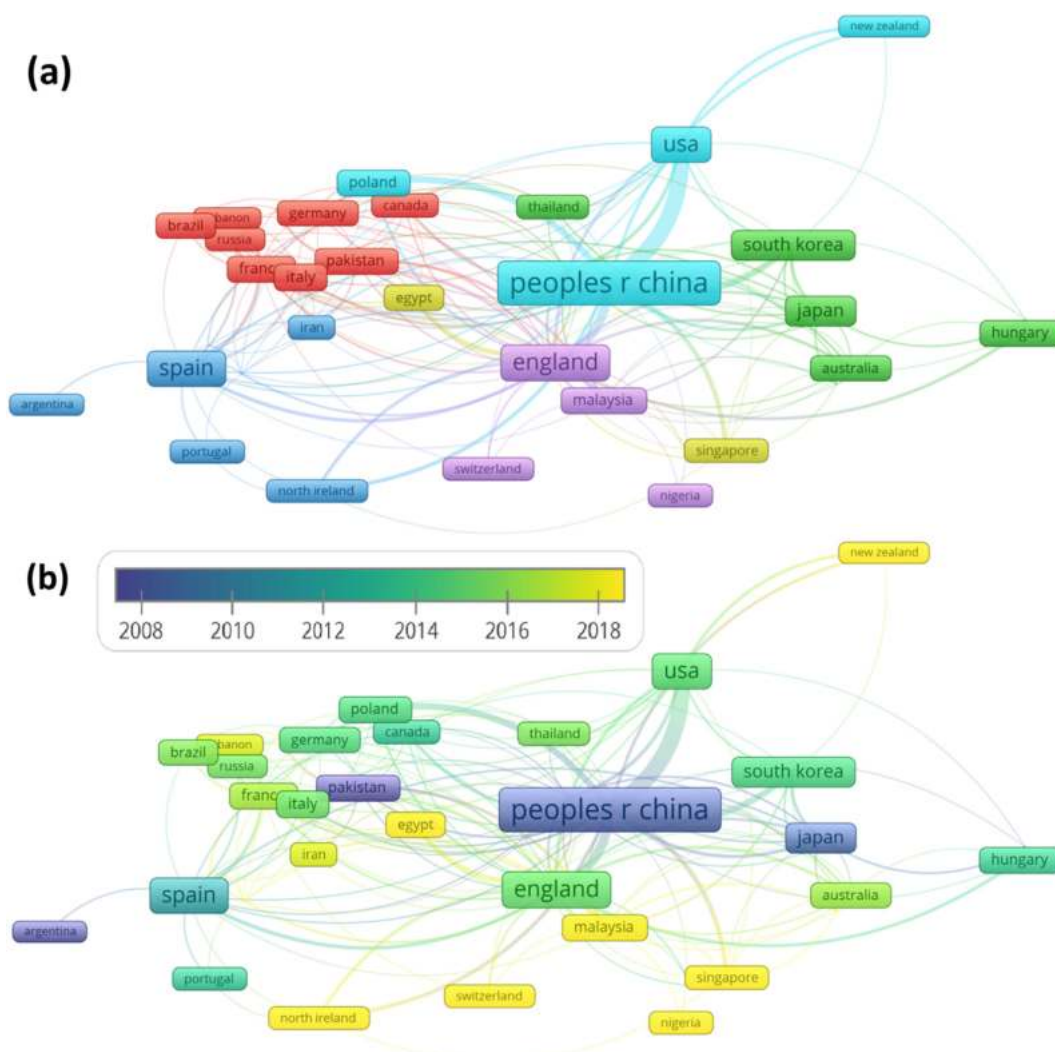 (a)
new zealand
usa
poland
canada
thailand
germany
brazil
russia
south korea
pakistan
italy
peoples r china
egypt
japan
iran
hungary
england
spain
australia
malaysia
argentina
portugal
singapore
switzerland
north ireland
nigeria
(b)
2008 2010 2012 2014 2016 2018
new zealand
usa
poland
canada
thailand
germany
brazil
russia
south korea
pakistan
italy
peoples r china
egypt
japan
iran
hungary
england
spain
australia
malaysia
argentina
portugal
singapore
switzerland
north ireland
nigeria